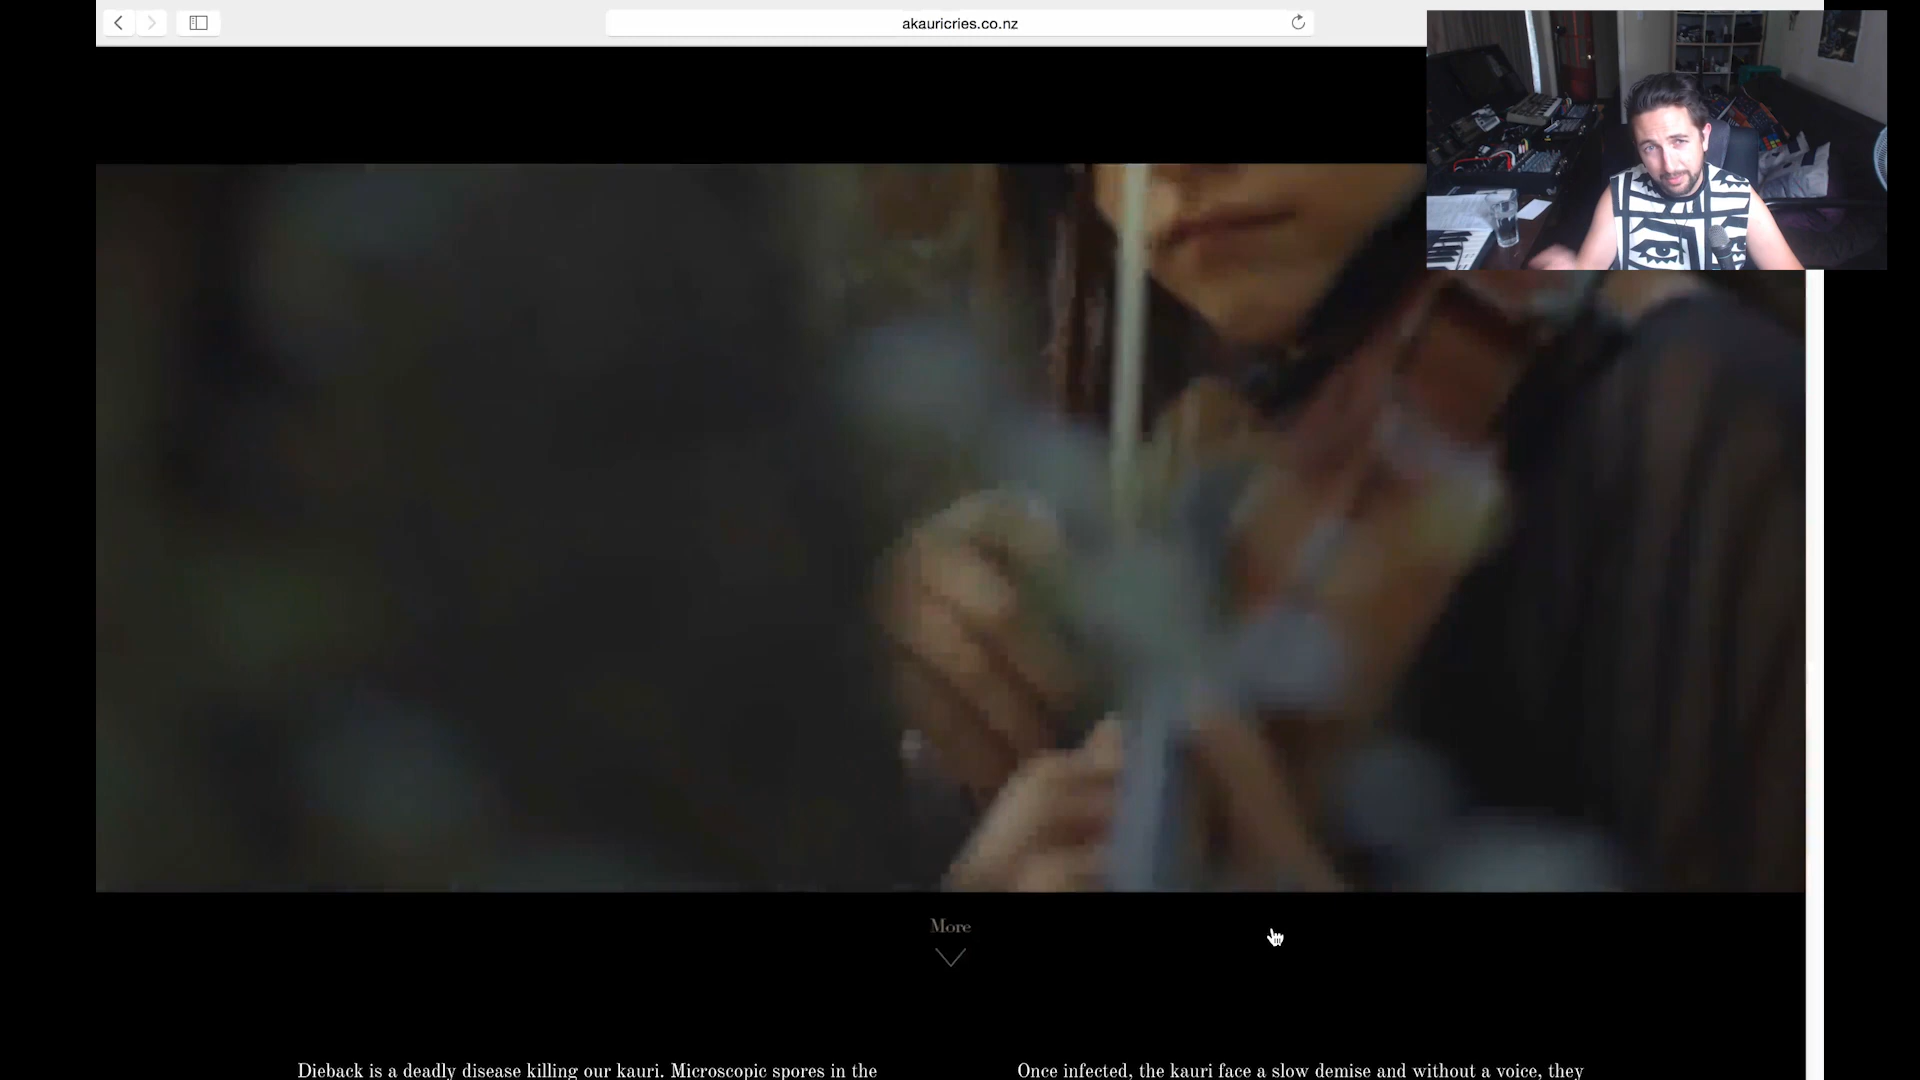 akauricries.co.nz
More
Dieback is a deadly disease killing our kauri. Microscopic spores in the
Once infected, the kauri face a slow demise and without a voice, they